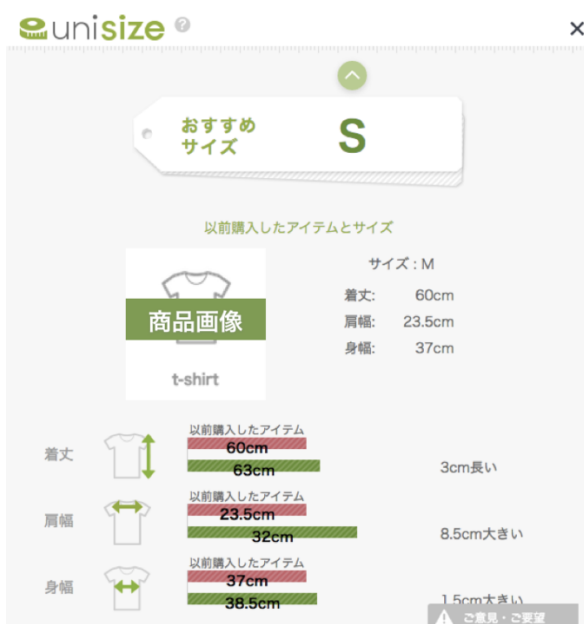 unisize ?
おすすめ
サイズ
S
以前購入したアイテムとサイズ
商品画像
t-shirt
サイズ : M
着丈: 60cm
肩幅: 23.5cm
身幅: 37cm
着丈
以前購入したアイテム
60cm
63cm
3cm長い
肩幅
以前購入したアイテム
23.5cm
32cm
8.5cm大きい
身幅
以前購入したアイテム
37cm
38.5cm
1.5cm大きい
ご意見・ご要望